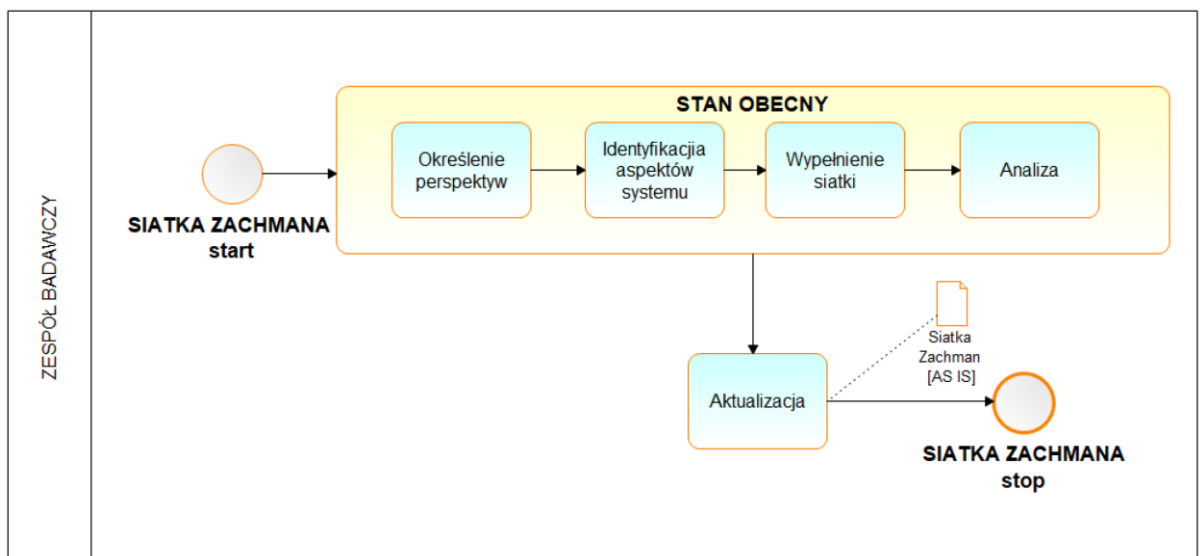 ZESPÓŁ BADAWCZY
SIATKA ZACHMANA
start
STAN OBECNY
Określenie
perspektyw
Identyfikacjia
aspektów
systemu
Wypełnienie
siatki
Analiza
Aktualizacja
Siatka
Zachman
[AS IS]
SIATKA ZACHMANA
stop